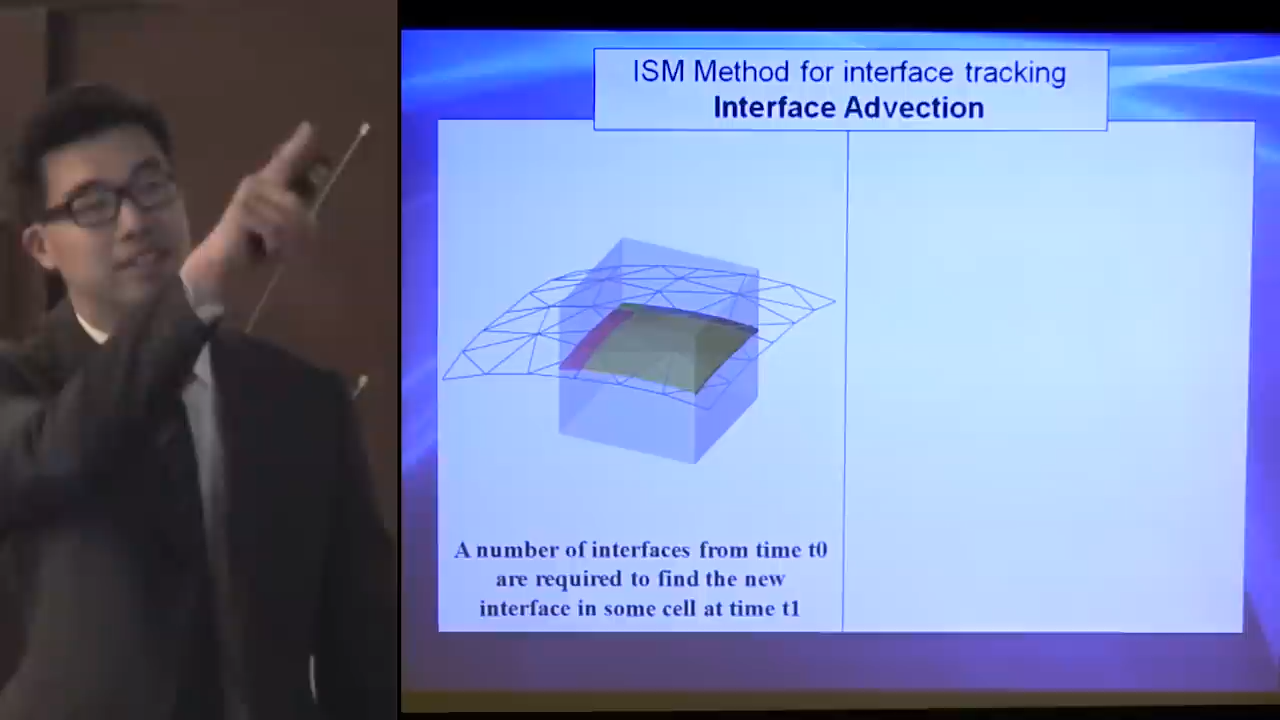 ISM Method for interface tracking
Interface Advection
A number of interfaces from time t0
are required to find the new
interface in some cell at time t1